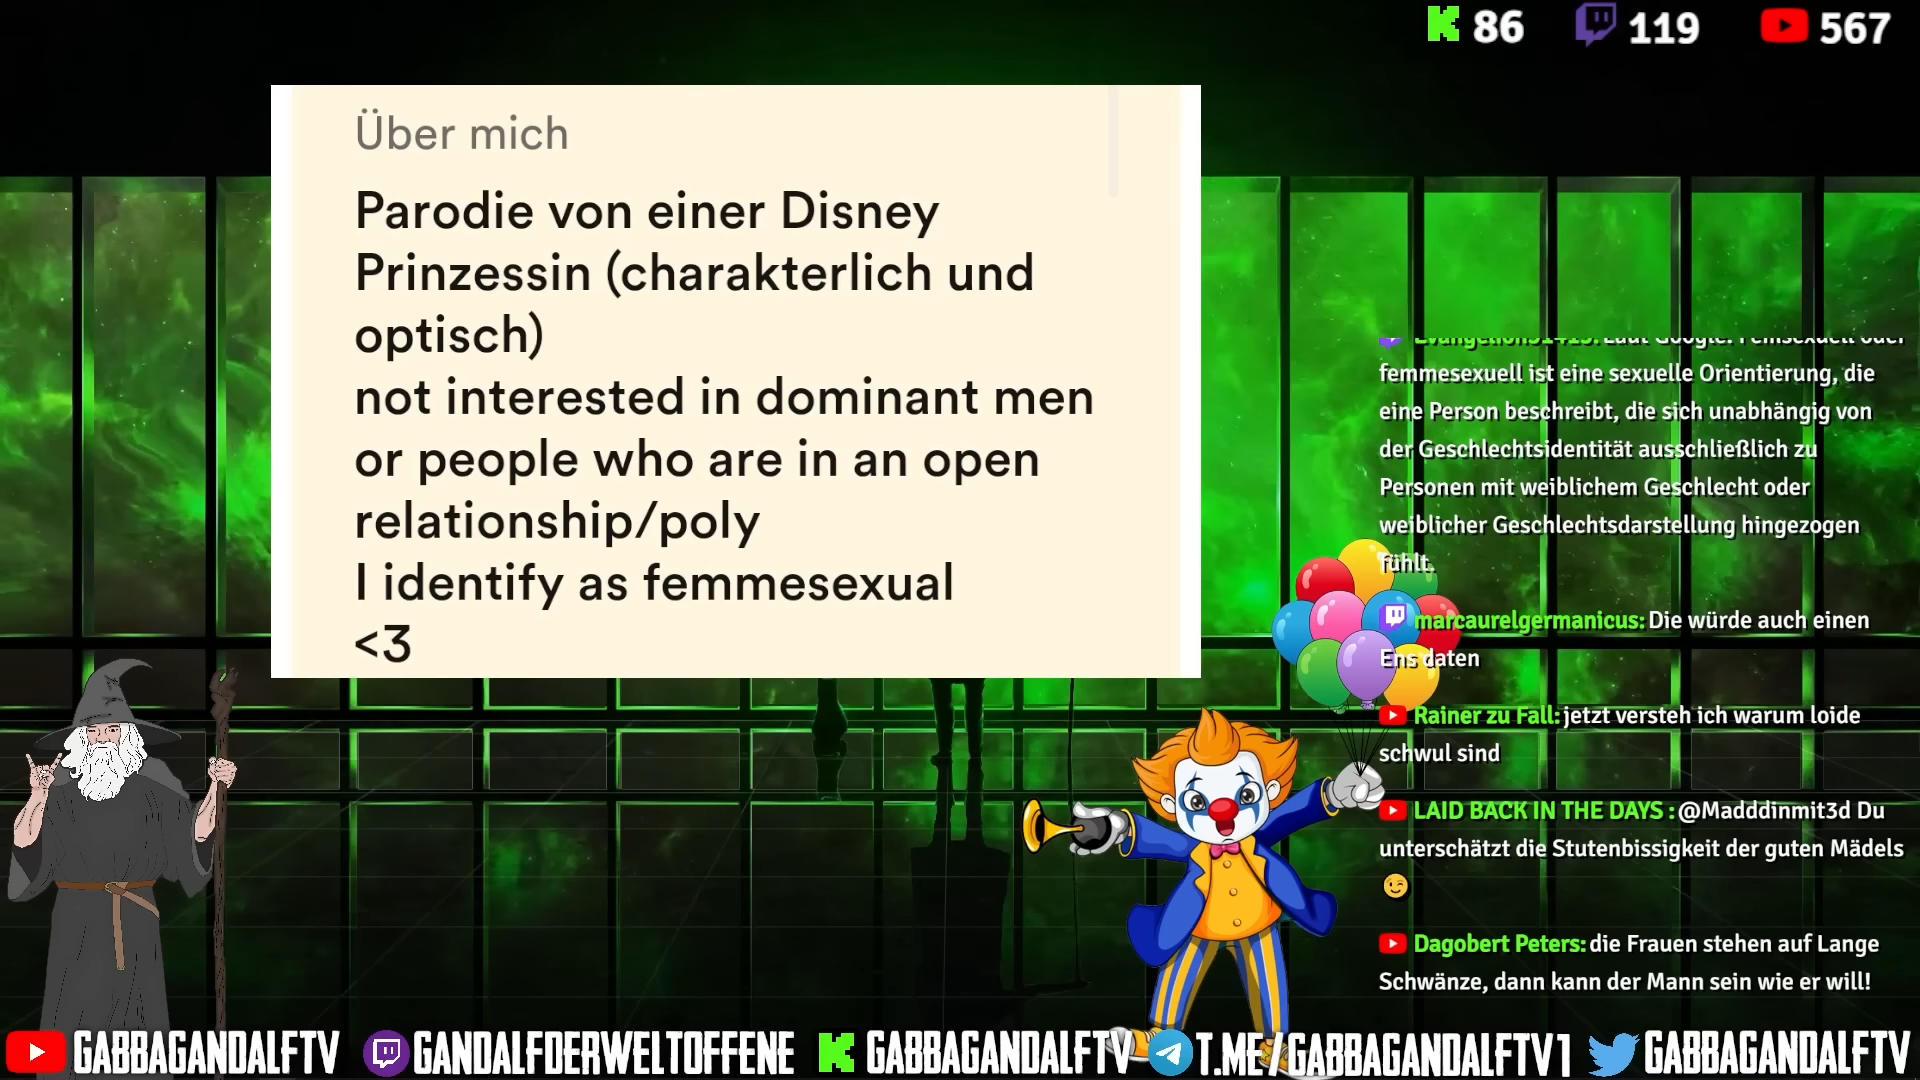 86 119 567
Über mich
Parodie von einer Disney
Prinzessin (charakterlich und
optisch)
not interested in dominant men
or people who are in an open
relationship/poly
I identify as femmesexual
<3
femmesexuell ist eine sexuelle Orientierung, die
eine Person beschreibt, die sich unabhängig von
der Geschlechtsidentität ausschließlich zu
Personen mit weiblichem Geschlecht oder
weiblicher Geschlechtsdarstellung hingezogen
fühlt.
marcaurelgermanicus: Die würde auch einen
Ens daten
Rainer zu Fall: jetzt versteh ich warum loide
schwul sind
LAID BACK IN THE DAYS : @Madddinmit3d Du
unterschätzt die Stutenbissigkeit der guten Mädels
😉
Dagobert Peters: die Frauen stehen auf Lange
Schwänze, dann kann der Mann sein wie er will!
GABBAGANDALFTV GANDALFDERWELTOFFENE GABBAGANDALFTV T.ME/GABBAGANDALFTV1 GABBAGANDALFTV